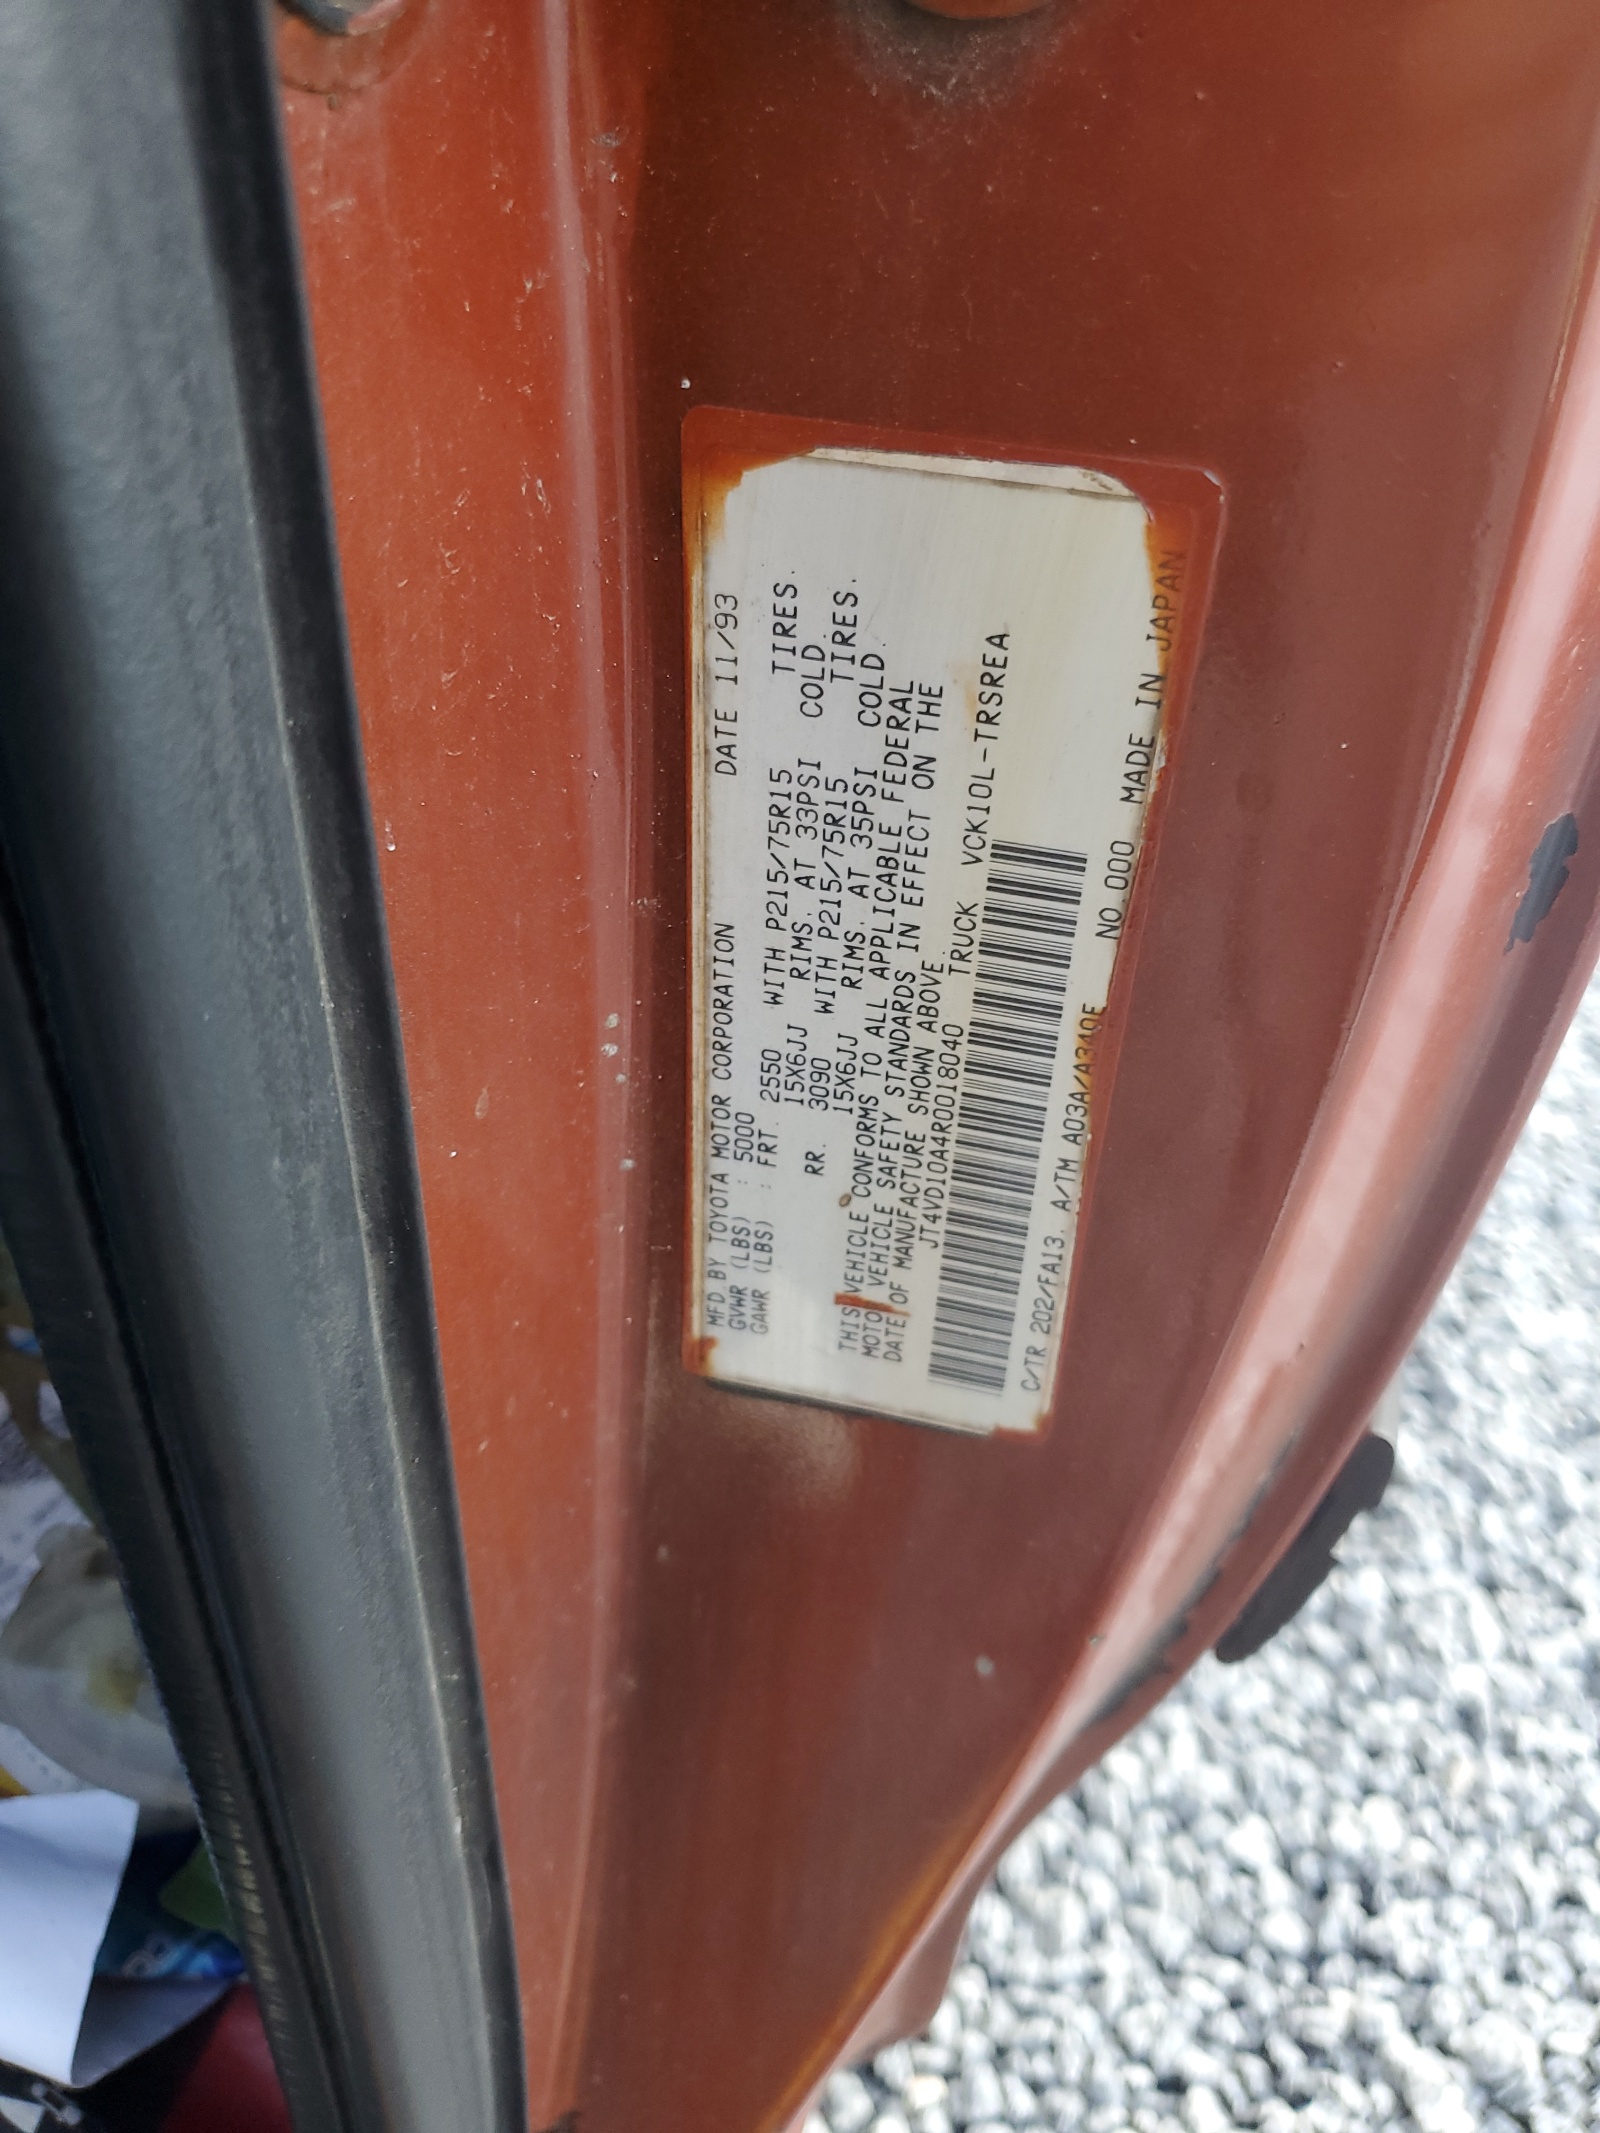 MFD. BY TOYOTA MOTOR CORPORATION DATE 11/93
GVWR (LBS) : 5000
GAWR (LBS) : FRT. 2550 WITH P215/75R15 TIRES.
15X6JJ RIMS. AT 33PSI COLD.
RR. 3090 WITH P215/75R15 TIRES.
15X6JJ RIMS. AT 35PSI COLD.
THIS VEHICLE CONFORMS TO ALL APPLICABLE FEDERAL
MOTOR VEHICLE SAFETY STANDARDS IN EFFECT ON THE
DATE OF MANUFACTURE SHOWN ABOVE.
JT4VD10A4R0018040 TRUCK VCK10L-TRSREA
C/TR 202/FA13. A/TM A03A/A340E NO.000 MADE IN JAPAN